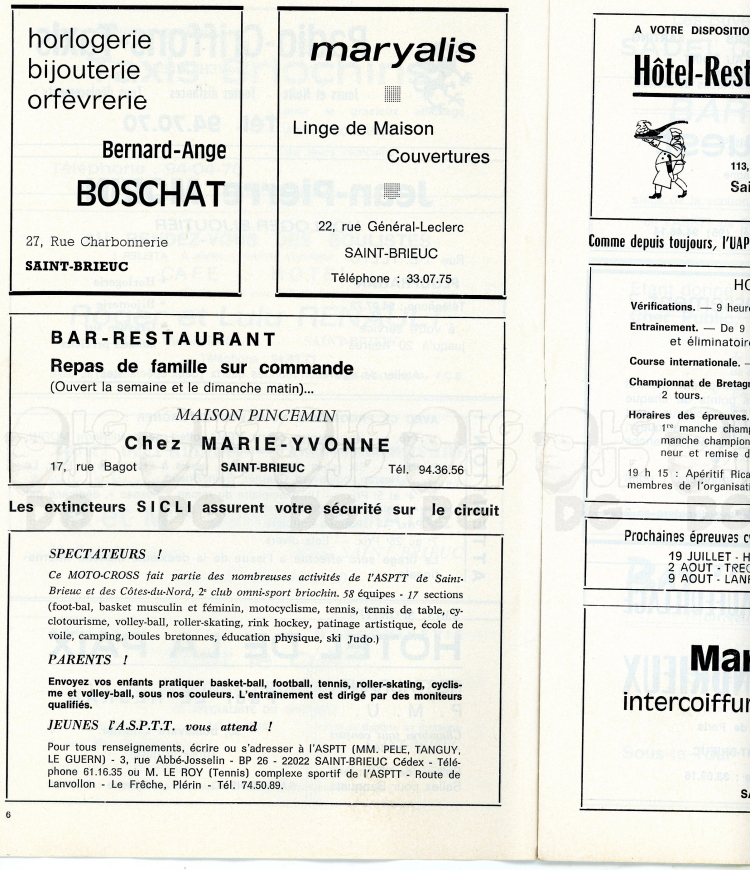 horlogerie
bijouterie
orfèvrerie
Bernard-Ange
BOSCHAT
27, Rue Charbonnerie
SAINT-BRIEUC
maryalis
Linge de Maison
Couvertures
22, rue Général-Leclerc
SAINT-BRIEUC
Téléphone : 33.07.75
BAR-RESTAURANT
Repas de famille sur commande
(Ouvert la semaine et le dimanche matin)...
MAISON PINCEMIN
Chez MARIE-YVONNE
17, rue Bagot SAINT-BRIEUC Tél. 94.36.56
Les extincteurs SICLI assurent votre sécurité sur le circuit
SPECTATEURS !
Ce MOTO-CROSS fait partie des nombreuses activités de l'ASPTT de Saint-
Brieuc et des Côtes-du-Nord, 2e club omni-sport briochin. 58 équipes - 17 sections
(foot-bal, basket musculin et féminin, motocyclisme, tennis, tennis de table, cy-
clotourisme, volley-ball, roller-skating, rink hockey, patinage artistique, école de
voile, camping, boules bretonnes, éducation physique, ski Judo.)
PARENTS !
Envoyez vos enfants pratiquer basket-ball, football, tennis, roller-skating, cyclis-
me et volley-ball, sous nos couleurs. L'entrainement est dirigé par des moniteurs
qualifiés.
JEUNES l'A.S.P.T.T. vous attend !
Pour tous renseignements, écrire ou s'adresser à l'ASPTT (MM. PELE, TANGUY,
LE GUERN) - 3, rue Abbé-Josselin - BP 26 - 22022 SAINT-BRIEUC Cédex - Télé-
phone 61.16.35 ou M. LE ROY (Tennis) complexe sportif de l'ASPTT - Route de
Lanvollon - Le Frêche, Plérin - Tél. 74.50.89.
6
A VOTRE DISPOSITIO
Hôtel-Rest
113,
Sai
Comme depuis toujours, l'UAP
HO
Vérifications. — 9 heure
Entraînement. — De 9
et éliminatoire
Course internationale. —
Championnat de Bretagn
2 tours.
Horaires des épreuves.
1re manche champ
manche champion
neur et remise d
19 h 15 : Apéritif Rica
membres de l'organisati
Prochaines épreuves cy
19 JUILLET - H
2 AOUT - TREG
9 AOUT - LANF
Mar
intercoiffur
SA
LG
JP
DG